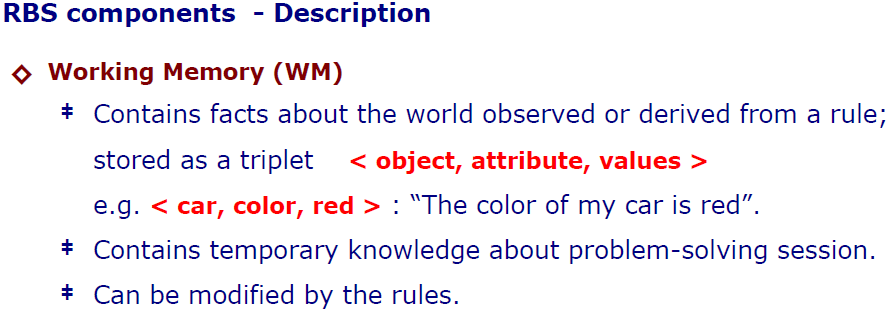 RBS components - Description
◇ Working Memory (WM)
‡ Contains facts about the world observed or derived from a rule;
stored as a triplet < object, attribute, values >
e.g. < car, color, red > : “The color of my car is red”.
‡ Contains temporary knowledge about problem-solving session.
‡ Can be modified by the rules.